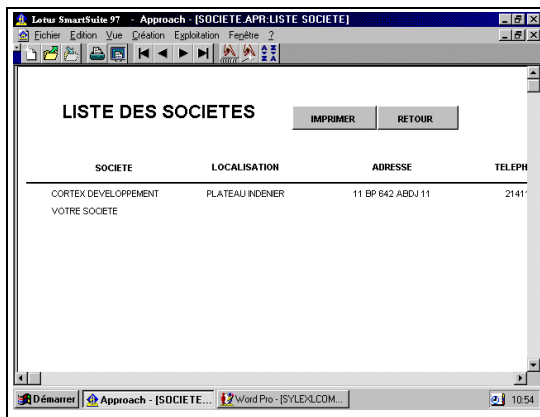 Lotus SmartSuite 97 - Approach - [SOCIETE.APR:LISTE SOCIETE]
Fichier Edition Vue Création Exploitation Fenêtre ?
LISTE DES SOCIETES
IMPRIMER RETOUR
SOCIETE LOCALISATION ADRESSE TELEPH
CORTEX DEVELOPPEMENT PLATEAU INDENIER 11 BP 642 ABDJ 11 21411
VOTRE SOCIETE
Démarrer Approach - [SOCIETE... Word Pro - [SYLEXLCOM... 10:54